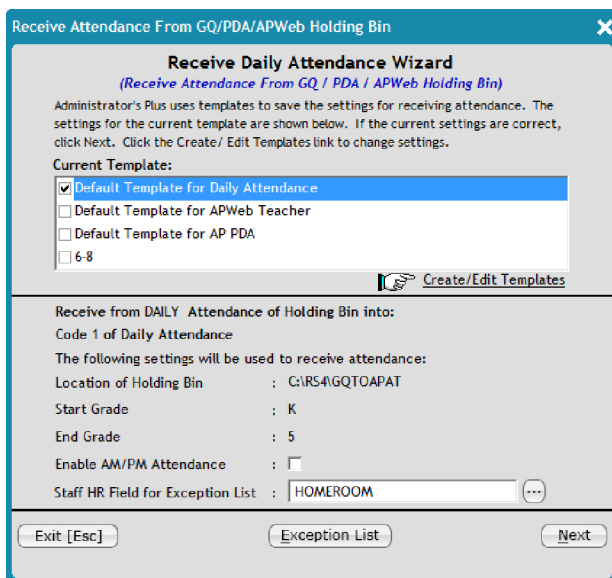 Receive Attendance From GQ/PDA/APWeb Holding Bin
Receive Daily Attendance Wizard
(Receive Attendance From GQ / PDA / APWeb Holding Bin)
Administrator's Plus uses templates to save the settings for receiving attendance. The
settings for the current template are shown below. If the current settings are correct,
click Next. Click the Create/ Edit Templates link to change settings.
Current Template:
Default Template for Daily Attendance
Default Template for APWeb Teacher
Default Template for AP PDA
6-8
Create/Edit Templates
Receive from DAILY Attendance of Holding Bin into:
Code 1 of Daily Attendance
The following settings will be used to receive attendance:
Location of Holding Bin : C:\RS4\GQTOAPAT
Start Grade : K
End Grade : 5
Enable AM/PM Attendance :
Staff HR Field for Exception List : HOMEROOM ...
Exit [Esc] Exception List Next